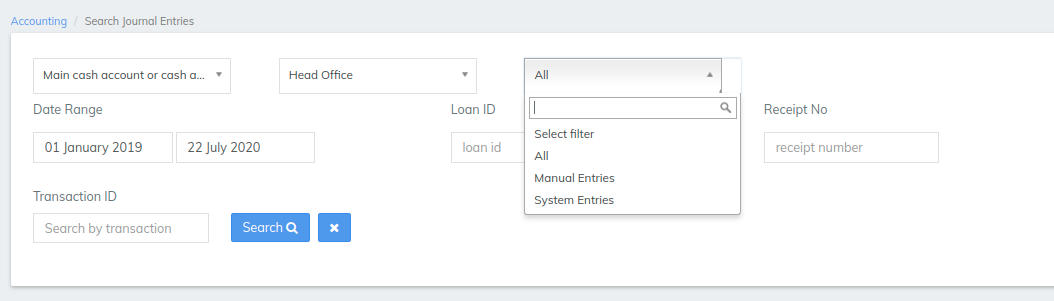 Accounting / Search Journal Entries
Main cash account or cash a... Head Office All
Date Range Loan ID Receipt No
01 January 2019 22 July 2020 loan id receipt number
Select filter
All
Manual Entries
System Entries
Transaction ID
Search by transaction Search